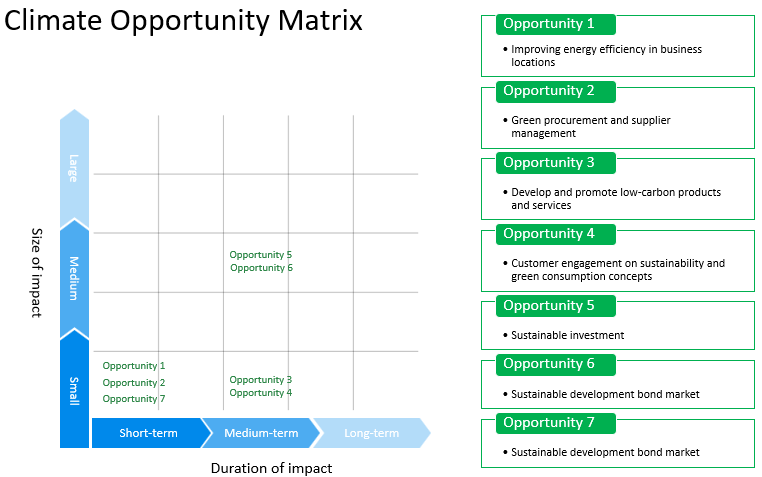 Climate Opportunity Matrix
Large
Medium
Small
Size of impact
Opportunity 5
Opportunity 6
Opportunity 1
Opportunity 2
Opportunity 7
Opportunity 3
Opportunity 4
Short-term
Medium-term
Long-term
Duration of impact
Opportunity 1
• Improving energy efficiency in business
locations
Opportunity 2
• Green procurement and supplier
management
Opportunity 3
• Develop and promote low-carbon products
and services
Opportunity 4
• Customer engagement on sustainability and
green consumption concepts
Opportunity 5
• Sustainable investment
Opportunity 6
• Sustainable development bond market
Opportunity 7
• Sustainable development bond market